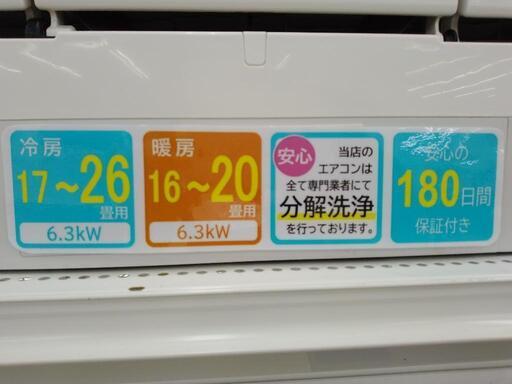 冷房
17～26
畳用
6.3kW
暖房
16～20
畳用
6.3kW
安心
当店の
エアコンは
全て専門業者にて
分解洗浄
を行っております。
安心の
180日間
保証付き